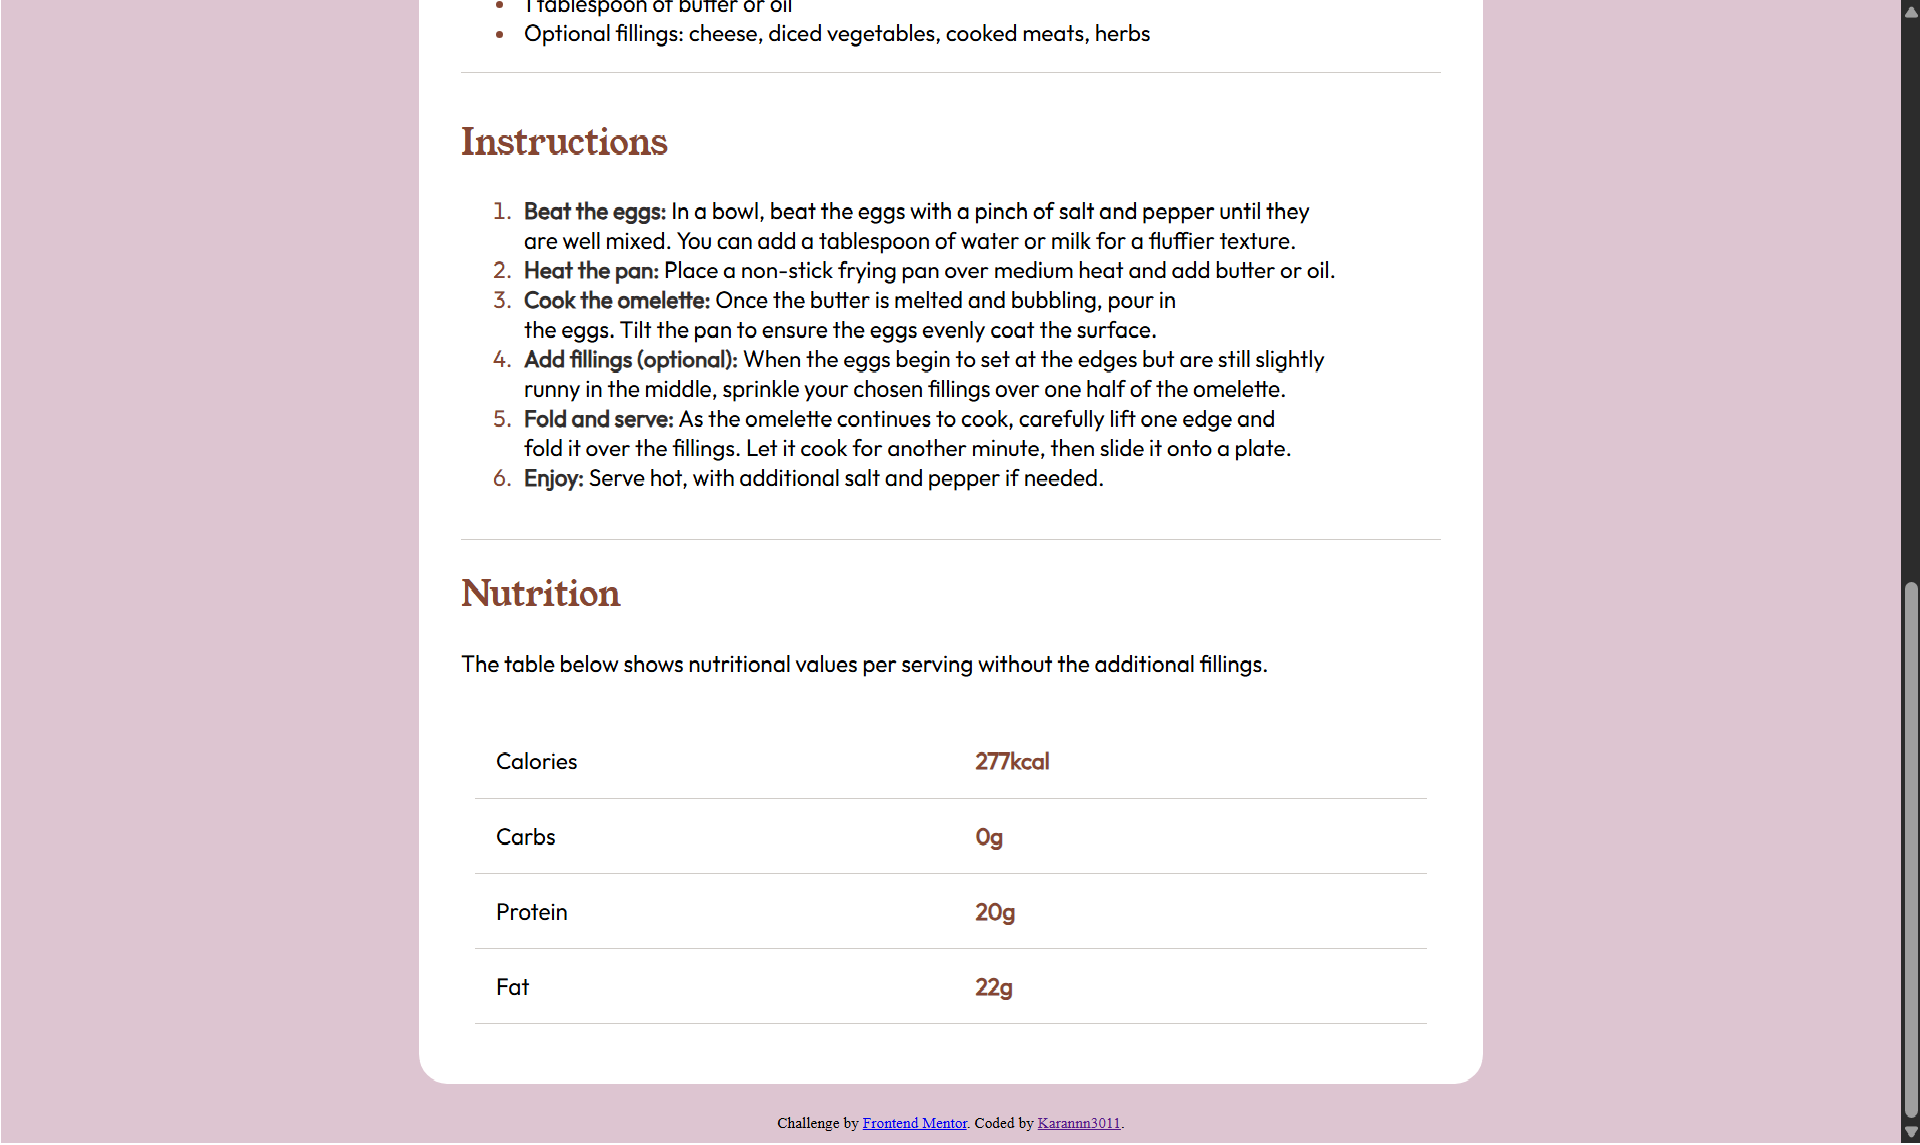 1 tablespoon of butter or oil
Optional fillings: cheese, diced vegetables, cooked meats, herbs
Instructions
1. Beat the eggs: In a bowl, beat the eggs with a pinch of salt and pepper until they
are well mixed. You can add a tablespoon of water or milk for a fluffier texture.
2. Heat the pan: Place a non-stick frying pan over medium heat and add butter or oil.
3. Cook the omelette: Once the butter is melted and bubbling, pour in
the eggs. Tilt the pan to ensure the eggs evenly coat the surface.
4. Add fillings (optional): When the eggs begin to set at the edges but are still slightly
runny in the middle, sprinkle your chosen fillings over one half of the omelette.
5. Fold and serve: As the omelette continues to cook, carefully lift one edge and
fold it over the fillings. Let it cook for another minute, then slide it onto a plate.
6. Enjoy: Serve hot, with additional salt and pepper if needed.
Nutrition
The table below shows nutritional values per serving without the additional fillings.
Calories 277kcal
Carbs 0g
Protein 20g
Fat 22g
Challenge by Frontend Mentor. Coded by Karannn3011.